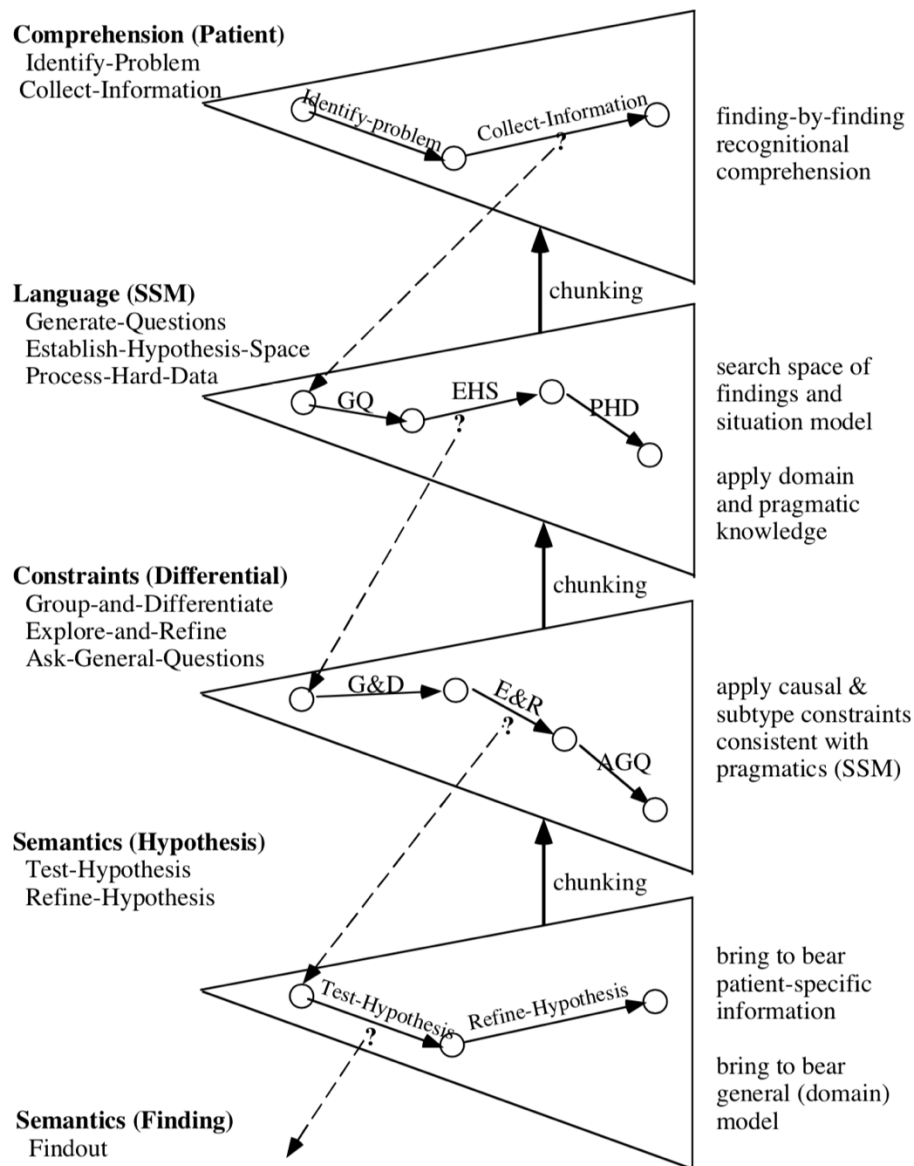 Comprehension (Patient)
Identify-Problem
Collect-Information
Identify-problem
Collect-Information
?
finding-by-finding
recognitional
comprehension
chunking
Language (SSM)
Generate-Questions
Establish-Hypothesis-Space
Process-Hard-Data
GQ
EHS
PHD
?
search space of
findings and
situation model
apply domain
and pragmatic
knowledge
chunking
Constraints (Differential)
Group-and-Differentiate
Explore-and-Refine
Ask-General-Questions
G&D
E&R
AGQ
?
apply causal &
subtype constraints
consistent with
pragmatics (SSM)
chunking
Semantics (Hypothesis)
Test-Hypothesis
Refine-Hypothesis
Test-Hypothesis
Refine-Hypothesis
?
bring to bear
patient-specific
information
bring to bear
general (domain)
model
Semantics (Finding)
Findout